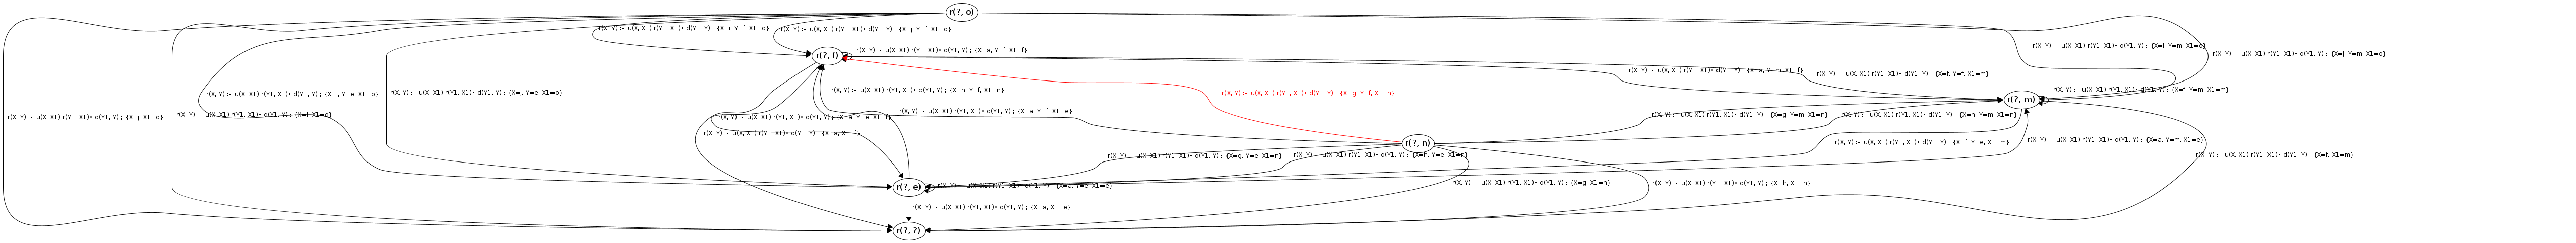 r(?, o)
r(X, Y) :- u(X, X1) r(Y1, X1)• d(Y1, Y) ; {X=i, Y=f, X1=o}
r(X, Y) :- u(X, X1) r(Y1, X1)• d(Y1, Y) ; {X=j, Y=f, X1=o}
r(X, Y) :- u(X, X1) r(Y1, X1)• d(Y1, Y) ; {X=i, Y=m, X1=o}
r(X, Y) :- u(X, X1) r(Y1, X1)• d(Y1, Y) ; {X=a, Y=f, X1=f}
r(X, Y) :- u(X, X1) r(Y1, X1)• d(Y1, Y) ; {X=j, Y=m, X1=o}
r(?, f)
r(X, Y) :- u(X, X1) r(Y1, X1)• d(Y1, Y) ; {X=a, Y=m, X1=f}
r(X, Y) :- u(X, X1) r(Y1, X1)• d(Y1, Y) ; {X=f, Y=f, X1=m}
r(X, Y) :- u(X, X1) r(Y1, X1)• d(Y1, Y) ; {X=h, Y=f, X1=n}
r(X, Y) :- u(X, X1) r(Y1, X1)• d(Y1, Y) ; {X=f, Y=m, X1=m}
r(X, Y) :- u(X, X1) r(Y1, X1)• d(Y1, Y) ; {X=i, Y=e, X1=o}
r(X, Y) :- u(X, X1) r(Y1, X1)• d(Y1, Y) ; {X=j, Y=e, X1=o}
r(X, Y) :- u(X, X1) r(Y1, X1)• d(Y1, Y) ; {X=g, Y=f, X1=n}
r(?, m)
r(X, Y) :- u(X, X1) r(Y1, X1)• d(Y1, Y) ; {X=a, Y=f, X1=e}
r(X, Y) :- u(X, X1) r(Y1, X1)• d(Y1, Y) ; {X=j, X1=o}
r(X, Y) :- u(X, X1) r(Y1, X1)• d(Y1, Y) ; {X=i, X1=o}
r(X, Y) :- u(X, X1) r(Y1, X1)• d(Y1, Y) ; {X=a, Y=e, X1=f}
r(X, Y) :- u(X, X1) r(Y1, X1)• d(Y1, Y) ; {X=g, Y=m, X1=n}
r(X, Y) :- u(X, X1) r(Y1, X1)• d(Y1, Y) ; {X=h, Y=m, X1=n}
r(X, Y) :- u(X, X1) r(Y1, X1)• d(Y1, Y) ; {X=a, X1=f}
r(?, n)
r(X, Y) :- u(X, X1) r(Y1, X1)• d(Y1, Y) ; {X=f, Y=e, X1=m}
r(X, Y) :- u(X, X1) r(Y1, X1)• d(Y1, Y) ; {X=a, Y=m, X1=e}
r(X, Y) :- u(X, X1) r(Y1, X1)• d(Y1, Y) ; {X=g, Y=e, X1=n}
r(X, Y) :- u(X, X1) r(Y1, X1)• d(Y1, Y) ; {X=h, Y=e, X1=n}
r(X, Y) :- u(X, X1) r(Y1, X1)• d(Y1, Y) ; {X=f, X1=m}
r(?, e)
r(X, Y) :- u(X, X1) r(Y1, X1)• d(Y1, Y) ; {X=a, Y=e, X1=e}
r(X, Y) :- u(X, X1) r(Y1, X1)• d(Y1, Y) ; {X=g, X1=n}
r(X, Y) :- u(X, X1) r(Y1, X1)• d(Y1, Y) ; {X=h, X1=n}
r(X, Y) :- u(X, X1) r(Y1, X1)• d(Y1, Y) ; {X=a, X1=e}
r(?, ?)